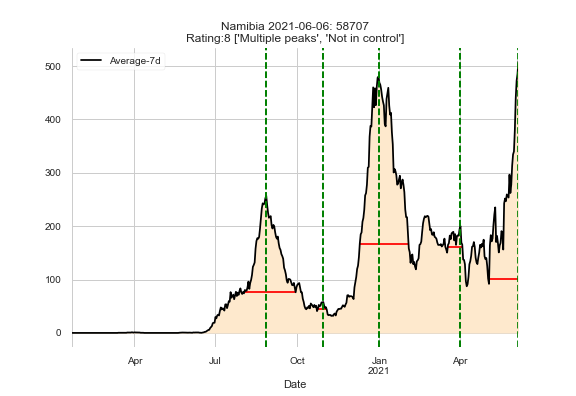 Namibia 2021-06-06: 58707
Rating:8 ['Multiple peaks', 'Not in control']
Average-7d
500
400
300
200
100
0
Apr
Jul
Oct
Jan
2021
Apr
Date